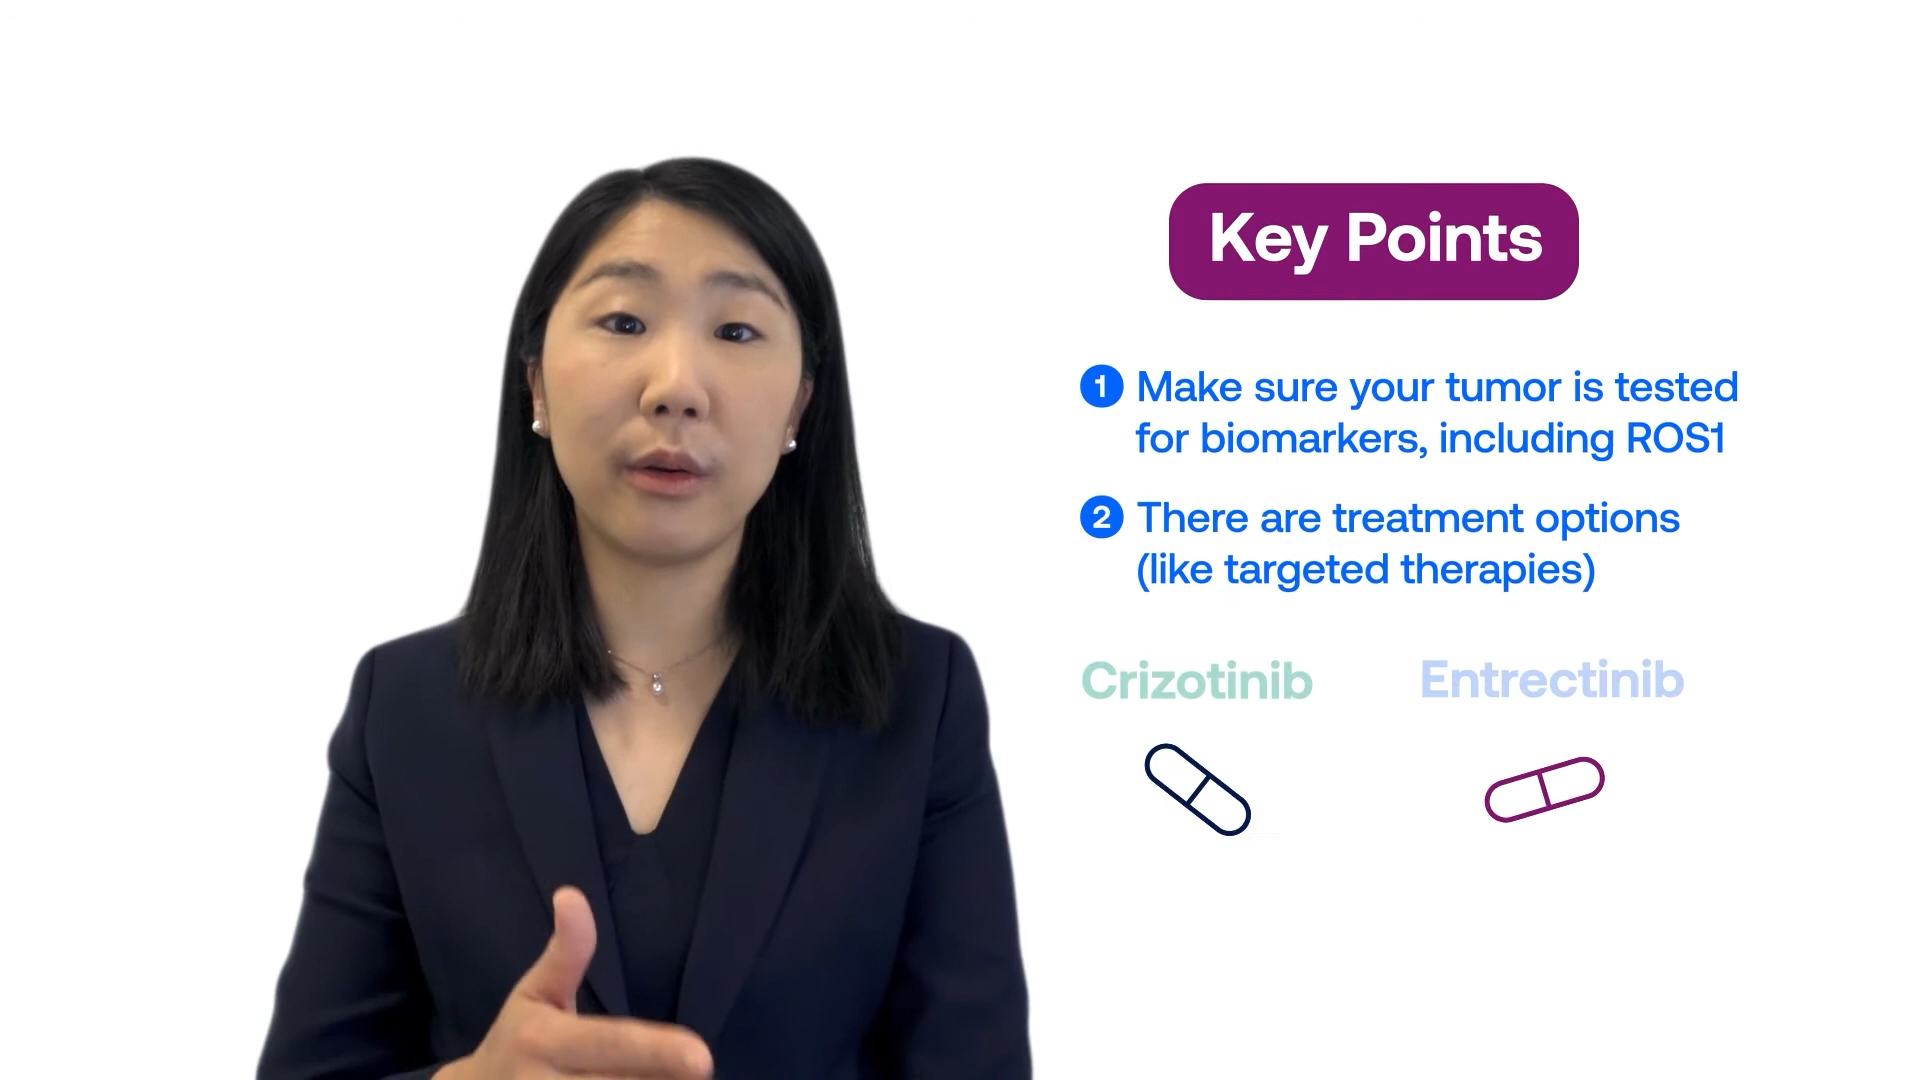 Key Points
1 Make sure your tumor is tested
for biomarkers, including ROS1
2 There are treatment options
(like targeted therapies)
Crizotinib Entrectinib